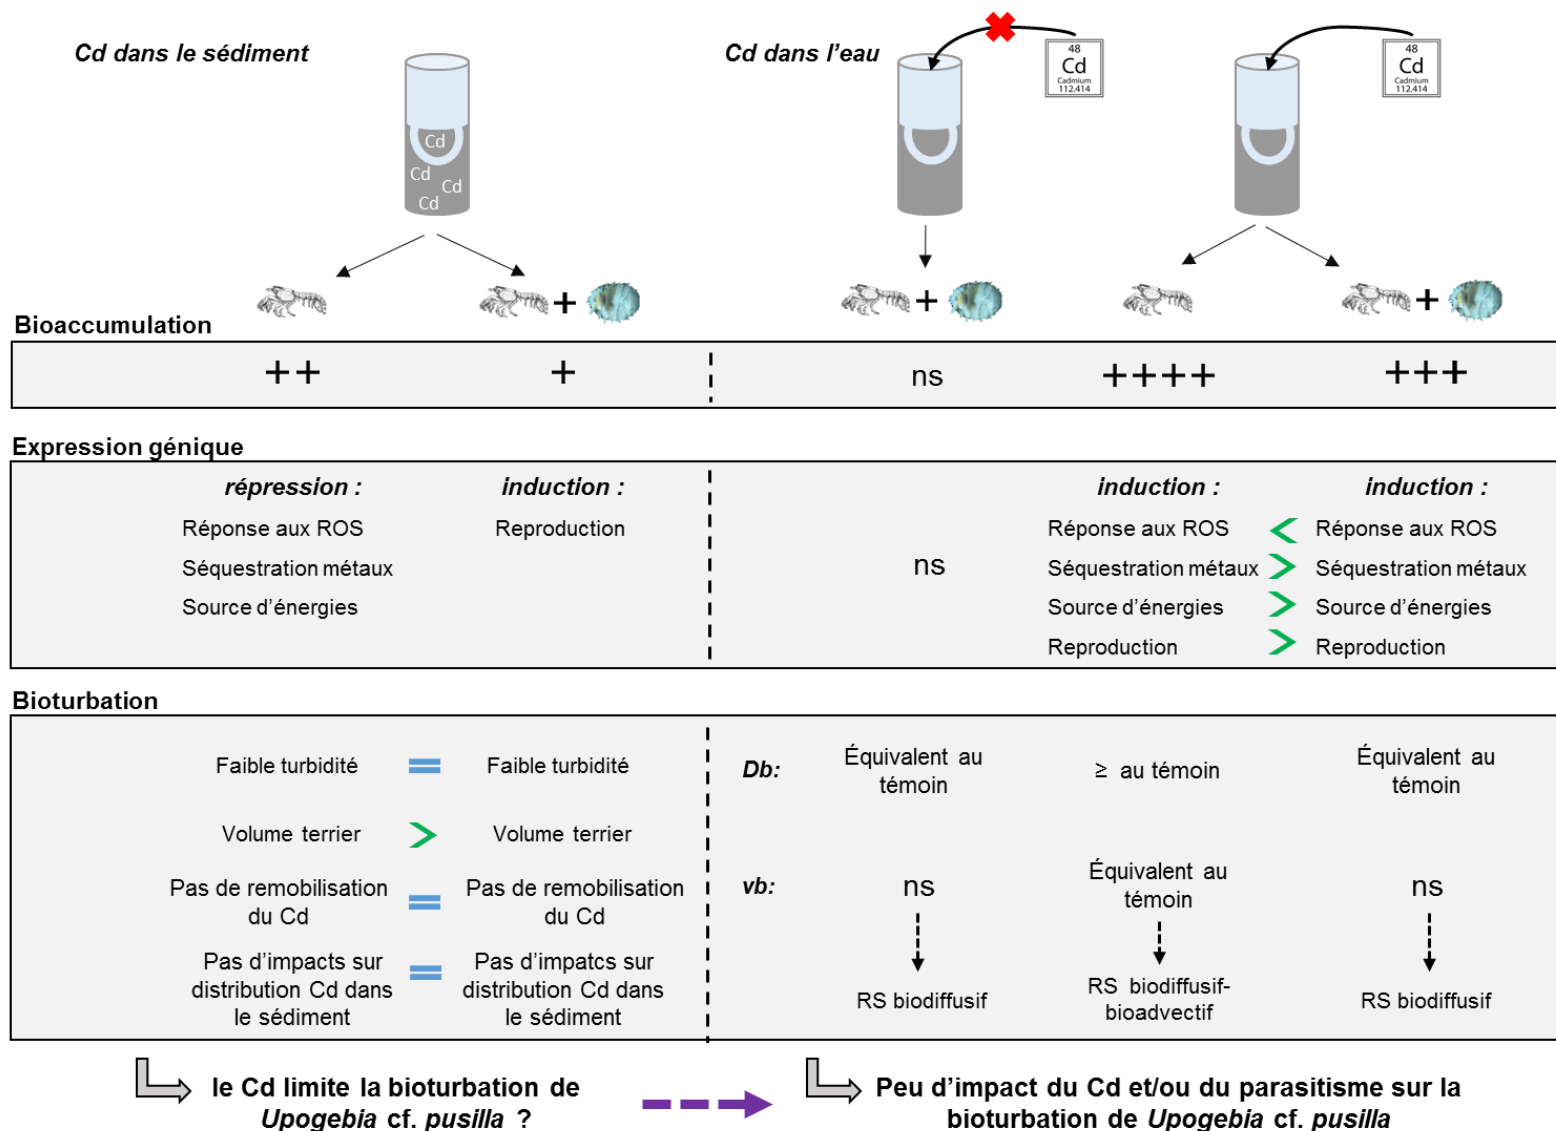 Cd dans le sédiment
Cd dans l’eau
48
Cd
Cadmium
112.414
48
Cd
Cadmium
112.414
Cd
Cd
Cd
Cd
+ + +
Bioaccumulation
++ + ns ++++ +++
Expression génique
répression : induction : induction : induction :
Réponse aux ROS Reproduction Réponse aux ROS < Réponse aux ROS
Séquestration métaux ns Séquestration métaux > Séquestration métaux
Source d’énergies Source d’énergies > Source d’énergies
Reproduction > Reproduction
Bioturbation
Faible turbidité = Faible turbidité
Volume terrier > Volume terrier
Pas de remobilisation
du Cd
=
Pas de remobilisation
du Cd
Pas d’impacts sur
distribution Cd dans
le sédiment
=
Pas d’impatcs sur
distribution Cd dans
le sédiment
Db:
Équivalent au
témoin
≥ au témoin
Équivalent au
témoin
vb:
ns
Équivalent au
témoin
ns
RS biodiffusif
RS biodiffusif-
bioadvectif
RS biodiffusif
le Cd limite la bioturbation de
Upogebia cf. pusilla ?
Peu d’impact du Cd et/ou du parasitisme sur la
bioturbation de Upogebia cf. pusilla